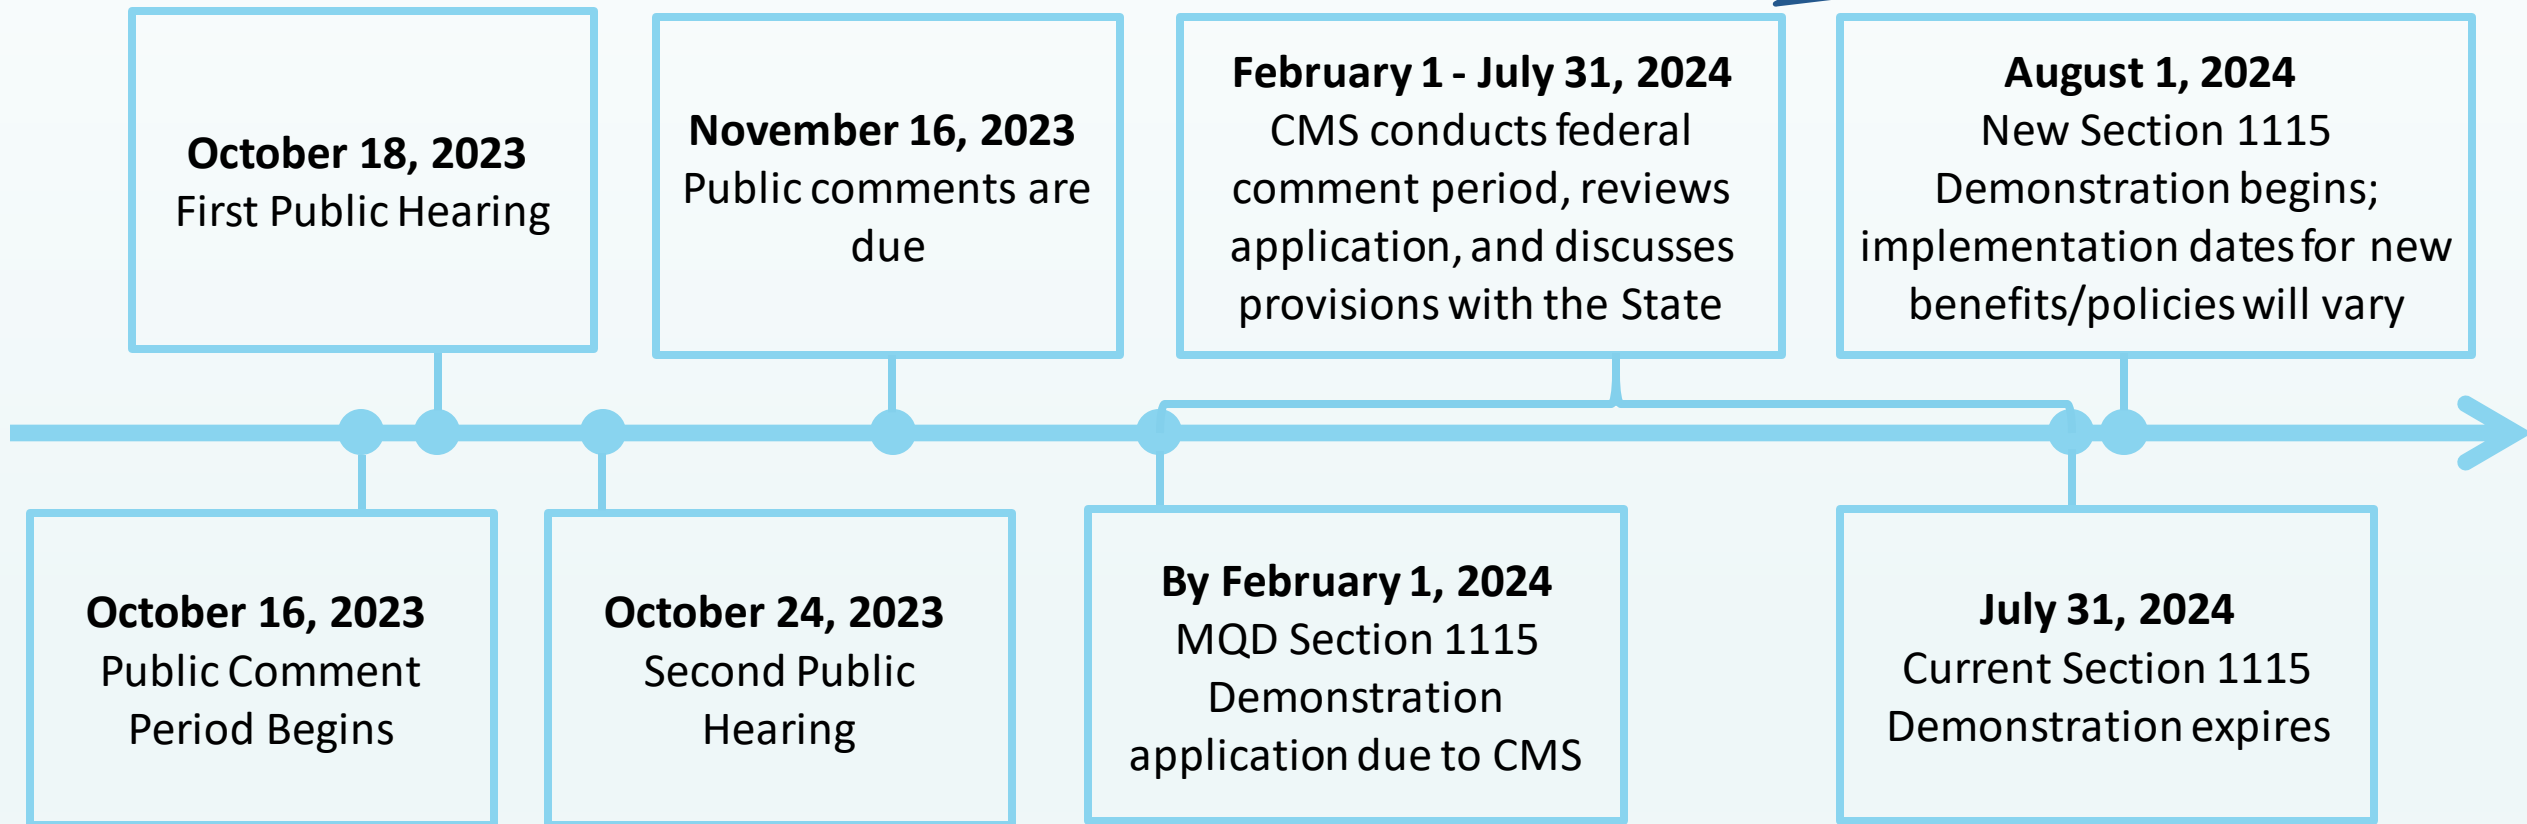 October 18, 2023
First Public Hearing
November 16, 2023
Public comments are
due
February 1 - July 31, 2024
CMS conducts federal
comment period, reviews
application, and discusses
provisions with the State
August 1, 2024
New Section 1115
Demonstration begins;
implementation dates for new
benefits/policies will vary
October 16, 2023
Public Comment
Period Begins
October 24, 2023
Second Public
Hearing
By February 1, 2024
MQD Section 1115
Demonstration
application due to CMS
July 31, 2024
Current Section 1115
Demonstration expires